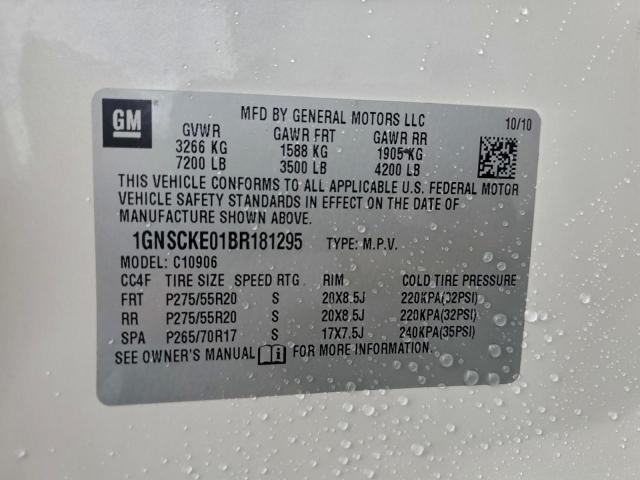 GM
MFD BY GENERAL MOTORS LLC 10/10
GVWR GAWR FRT GAWR RR
3266 KG 1588 KG 1905 KG
7200 LB 3500 LB 4200 LB
THIS VEHICLE CONFORMS TO ALL APPLICABLE U.S. FEDERAL MOTOR
VEHICLE SAFETY STANDARDS IN EFFECT ON THE DATE OF
MANUFACTURE SHOWN ABOVE.
1GNSCKE01BR181295 TYPE: M.P.V.
MODEL: C10906
CC4F TIRE SIZE SPEED RTG RIM COLD TIRE PRESSURE
FRT P275/55R20 S 20X8.5J 220KPA(32PSI)
RR P275/55R20 S 20X8.5J 220KPA(32PSI)
SPA P265/70R17 S 17X7.5J 240KPA(35PSI)
SEE OWNER'S MANUAL FOR MORE INFORMATION.